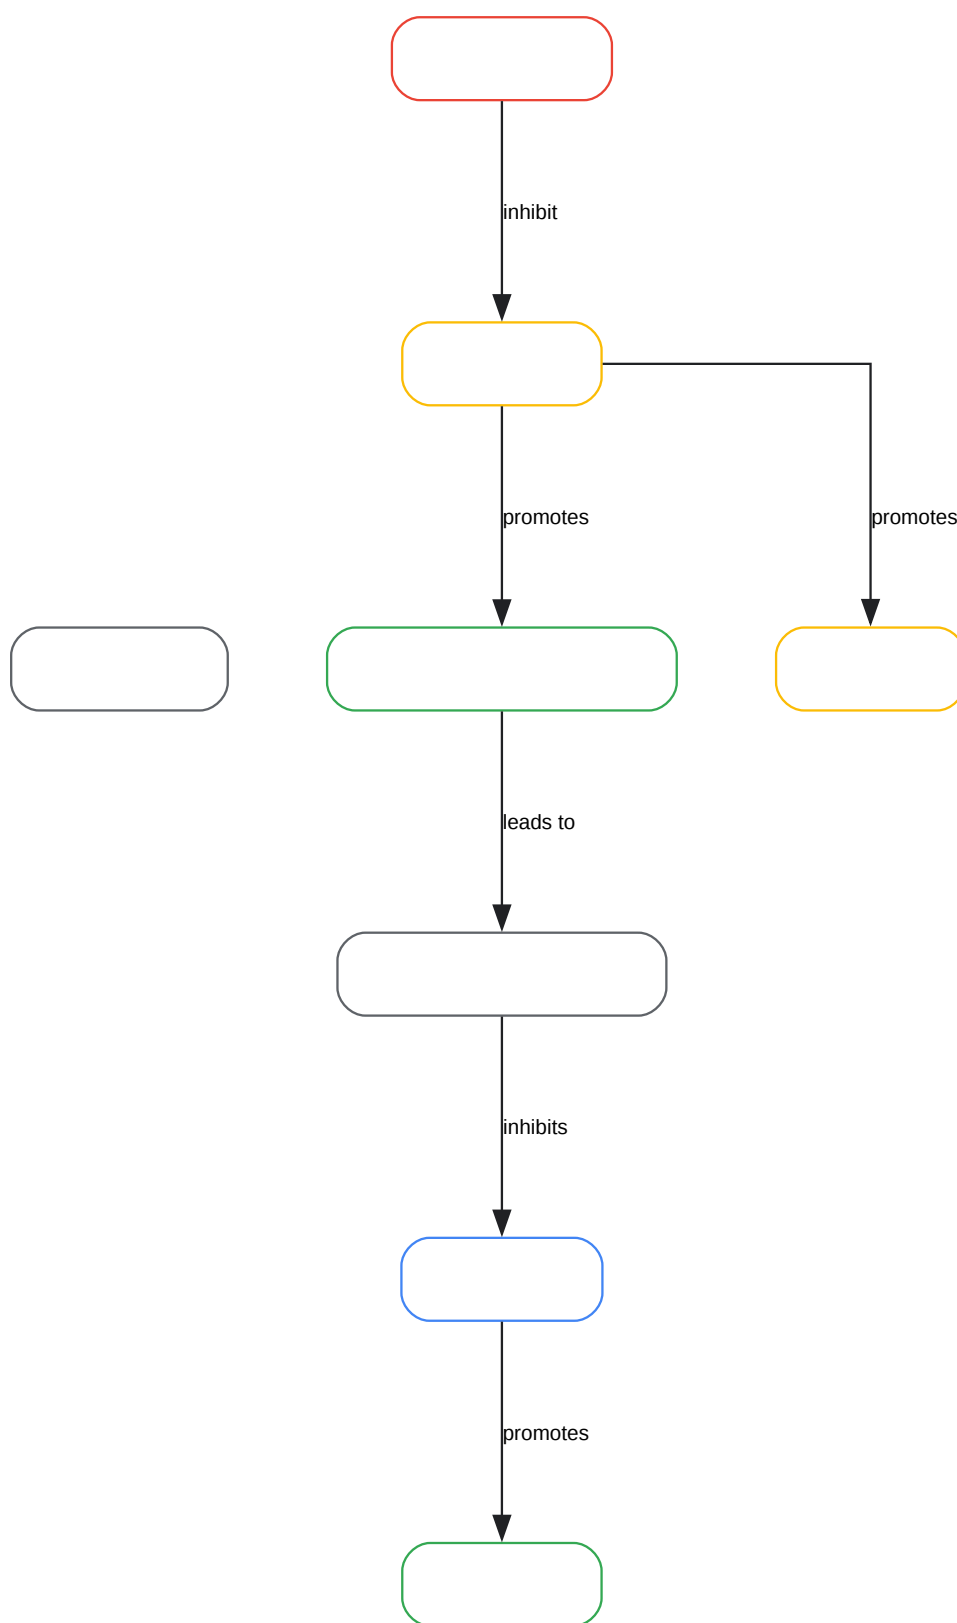 inhibit
promotes
promotes
leads to
inhibits
promotes